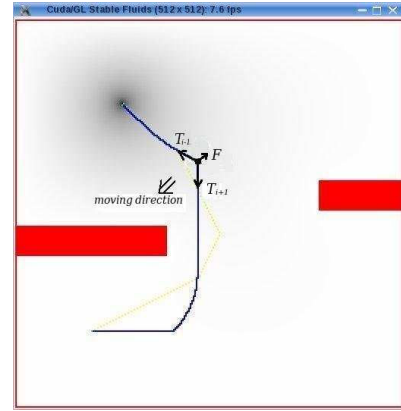 Cuda/GL Stable Fluids (512 x 512): 7.6 fps
Ti-1
F
Ti+1
moving direction